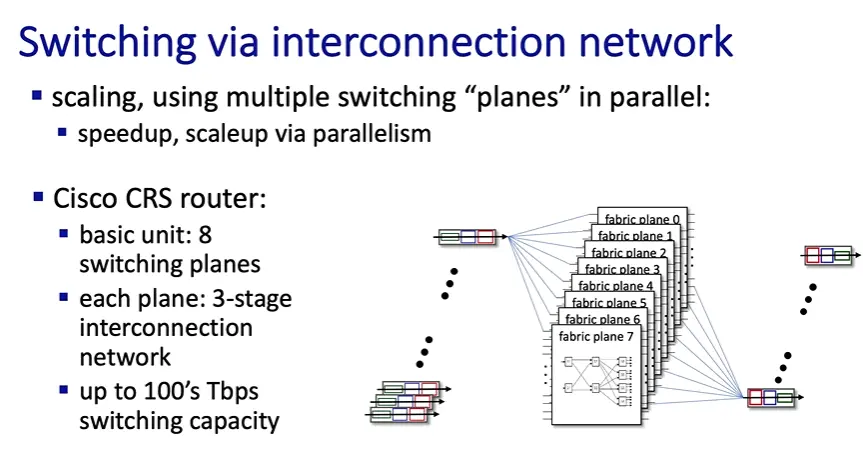 Switching via interconnection network
▪ scaling, using multiple switching “planes” in parallel:
▪ speedup, scaleup via parallelism
▪ Cisco CRS router:
▪ basic unit: 8
switching planes
▪ each plane: 3-stage
interconnection
network
▪ up to 100’s Tbps
switching capacity
fabric plane 0
fabric plane 1
fabric plane 2
fabric plane 3
fabric plane 4
fabric plane 5
fabric plane 6
fabric plane 7